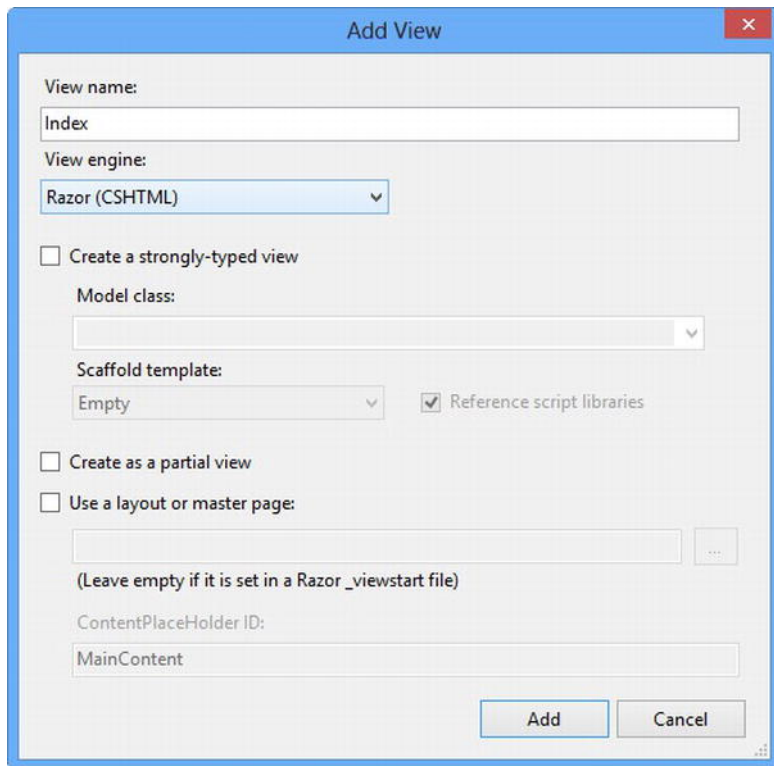 Add View
View name:
Index
View engine:
Razor (CSHTML)
Create a strongly-typed view
Model class:
Scaffold template:
Empty
Reference script libraries
Create as a partial view
Use a layout or master page:
...
(Leave empty if it is set in a Razor _viewstart file)
ContentPlaceHolder ID:
MainContent
Add
Cancel